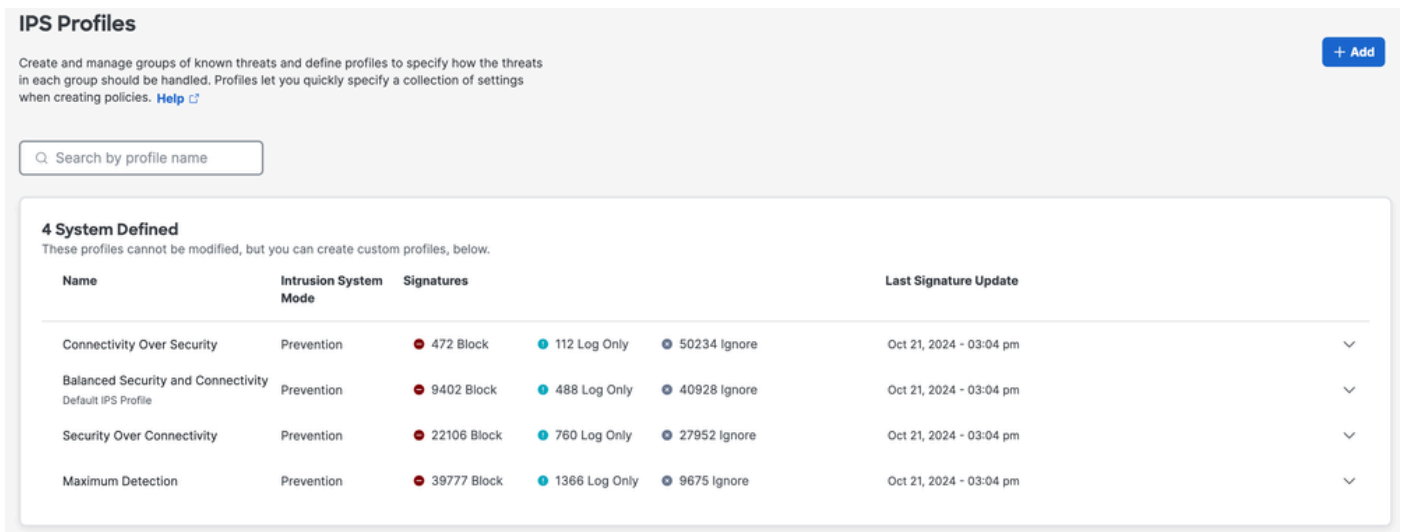 IPS Profiles
+ Add
Create and manage groups of known threats and define profiles to specify how the threats
in each group should be handled. Profiles let you quickly specify a collection of settings
when creating policies. Help
Search by profile name
4 System Defined
These profiles cannot be modified, but you can create custom profiles, below.
Name Intrusion System Mode Signatures Last Signature Update
Connectivity Over Security Prevention 472 Block 112 Log Only 50234 Ignore Oct 21, 2024 - 03:04 pm
Balanced Security and Connectivity Prevention 9402 Block 488 Log Only 40928 Ignore Oct 21, 2024 - 03:04 pm
Default IPS Profile
Security Over Connectivity Prevention 22106 Block 760 Log Only 27952 Ignore Oct 21, 2024 - 03:04 pm
Maximum Detection Prevention 39777 Block 1366 Log Only 9675 Ignore Oct 21, 2024 - 03:04 pm